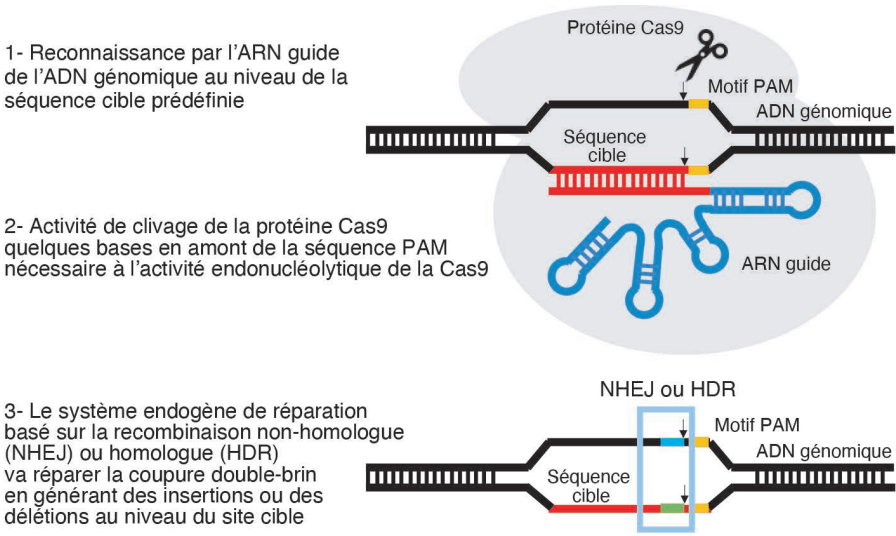 Protéine Cas9
1- Reconnaissance par l'ARN guide
de l'ADN génomique au niveau de la
séquence cible prédéfinie
Motif PAM
ADN génomique
Séquence
cible
2- Activité de clivage de la protéine Cas9
quelques bases en amont de la séquence PAM
nécessaire à l'activité endonucléolytique de la Cas9
ARN guide
NHEJ ou HDR
3- Le système endogène de réparation
basé sur la recombinaison non-homologue
(NHEJ) ou homologue (HDR)
va réparer la coupure double-brin
en générant des insertions ou des
délétions au niveau du site cible
Motif PAM
ADN génomique
Séquence
cible